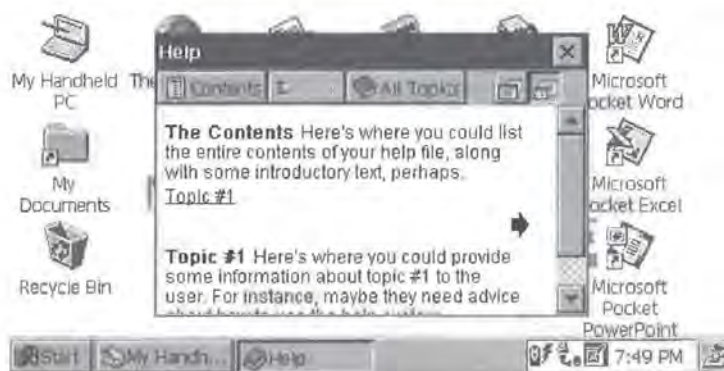 My Handheld
PC
My
Documents
Recycle Bin
Help
Contents
All Topics
The Contents Here's where you could list
the entire contents of your help file, along
with some introductory text, perhaps.
Topic #1
Topic #1 Here's where you could provide
some information about topic #1 to the
user. For instance, maybe they need advice
Microsoft
ocket Word
Microsoft
ocket Excel
Microsoft
Pocket
PowerPoint
Start
My Handh...
Help
7:49 PM